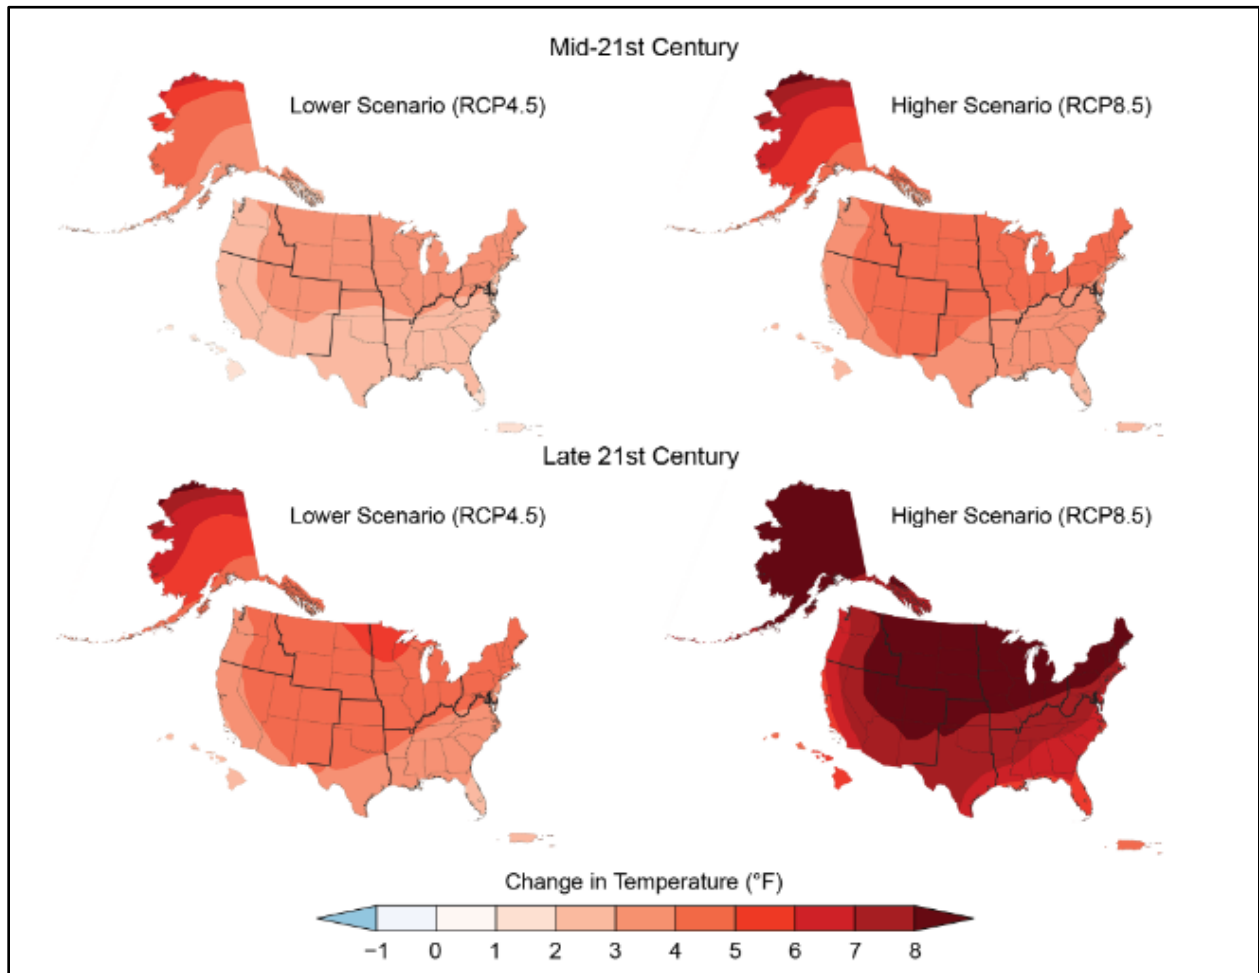 Mid-21st Century
Lower Scenario (RCP4.5)
Higher Scenario (RCP8.5)
Late 21st Century
Lower Scenario (RCP4.5)
Higher Scenario (RCP8.5)
Change in Temperature (°F)
−1 0 1 2 3 4 5 6 7 8